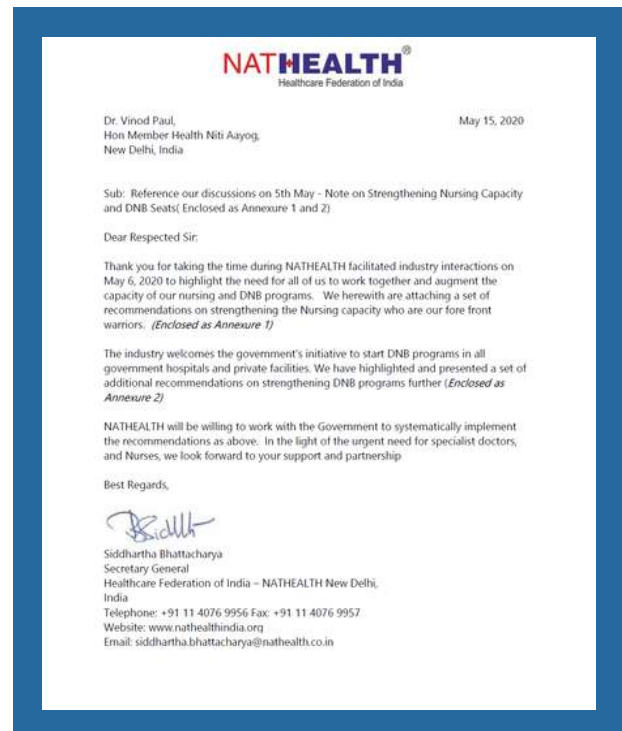 NATHEALTH®
Healthcare Federation of India
Dr. Vinod Paul, May 15, 2020
Hon Member Health Niti Aayog,
New Delhi, India
Sub: Reference our discussions on 5th May - Note on Strengthening Nursing Capacity
and DNB Seats( Enclosed as Annexure 1 and 2)
Dear Respected Sir:
Thank you for taking the time during NATHEALTH facilitated industry interactions on
May 6, 2020 to highlight the need for all of us to work together and augment the
capacity of our nursing and DNB programs. We herewith are attaching a set of
recommendations on strengthening the Nursing capacity who are our fore front
warriors. (Enclosed as Annexure 1)
The industry welcomes the government's initiative to start DNB programs in all
government hospitals and private facilities. We have highlighted and presented a set of
additional recommendations on strengthening DNB programs further (Enclosed as
Annexure 2)
NATHEALTH will be willing to work with the Government to systematically implement
the recommendations as above. In the light of the urgent need for specialist doctors,
and Nurses, we look forward to your support and partnership
Best Regards,
Siddhartha Bhattacharya
Secretary General
Healthcare Federation of India – NATHEALTH New Delhi,
India
Telephone: +91 11 4076 9956 Fax: +91 11 4076 9957
Website: www.nathealthindia.org
Email: siddhartha.bhattacharya@nathealth.co.in